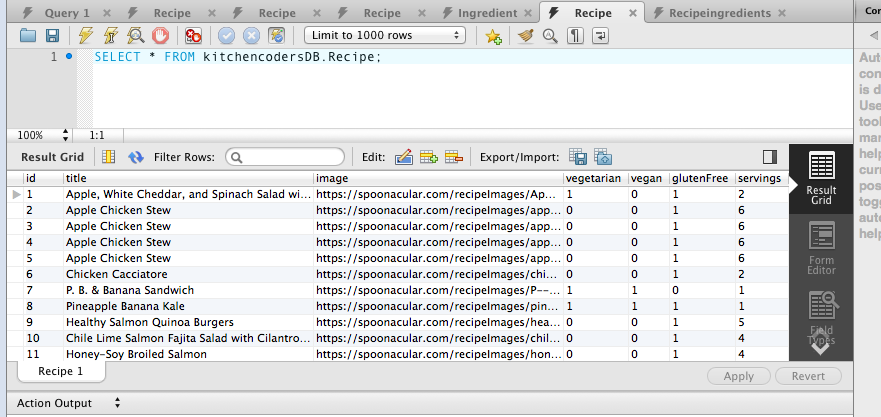 Query 1 Recipe Recipe Recipe Ingredient Recipe Recipeingredients Con
Limit to 1000 rows
1 SELECT * FROM kitchencodersDB.Recipe;
100% 1:1
Result Grid Filter Rows: Edit: Export/Import:
id title image vegetarian vegan glutenFree servings
1 Apple, White Cheddar, and Spinach Salad wi... https://spoonacular.com/recipeImages/Ap... 1 0 1 2
2 Apple Chicken Stew https://spoonacular.com/recipeImages/app... 0 0 1 6
3 Apple Chicken Stew https://spoonacular.com/recipeImages/app... 0 0 1 6
4 Apple Chicken Stew https://spoonacular.com/recipeImages/app... 0 0 1 6
5 Apple Chicken Stew https://spoonacular.com/recipeImages/app... 0 0 1 6
6 Chicken Cacciatore https://spoonacular.com/recipeImages/chi... 0 0 1 2
7 P. B. & Banana Sandwich https://spoonacular.com/recipeImages/P--... 1 1 0 1
8 Pineapple Banana Kale https://spoonacular.com/recipeImages/pin... 1 1 1 1
9 Healthy Salmon Quinoa Burgers https://spoonacular.com/recipeImages/hea... 0 0 1 5
10 Chile Lime Salmon Fajita Salad with Cilantro... https://spoonacular.com/recipeImages/chil... 0 0 1 4
11 Honey-Soy Broiled Salmon https://spoonacular.com/recipeImages/hon... 0 0 1 4
Result
Grid
Form
Editor
Field
Types
Recipe 1
Apply Revert
Action Output
Aut
con
is d
Use
tool
mar
help
curr
pos
togg
auto
help